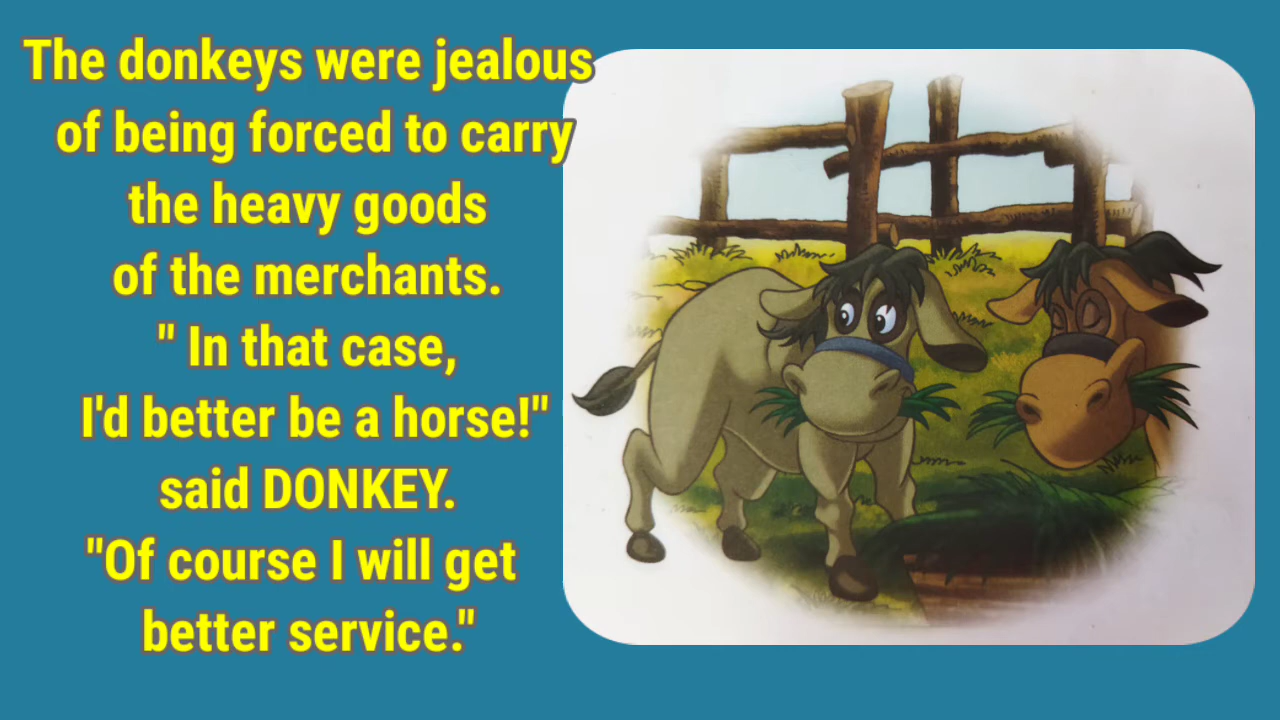 The donkeys were jealous
of being forced to carry
the heavy goods
of the merchants.
" In that case,
I'd better be a horse!"
said DONKEY.
"Of course I will get
better service."